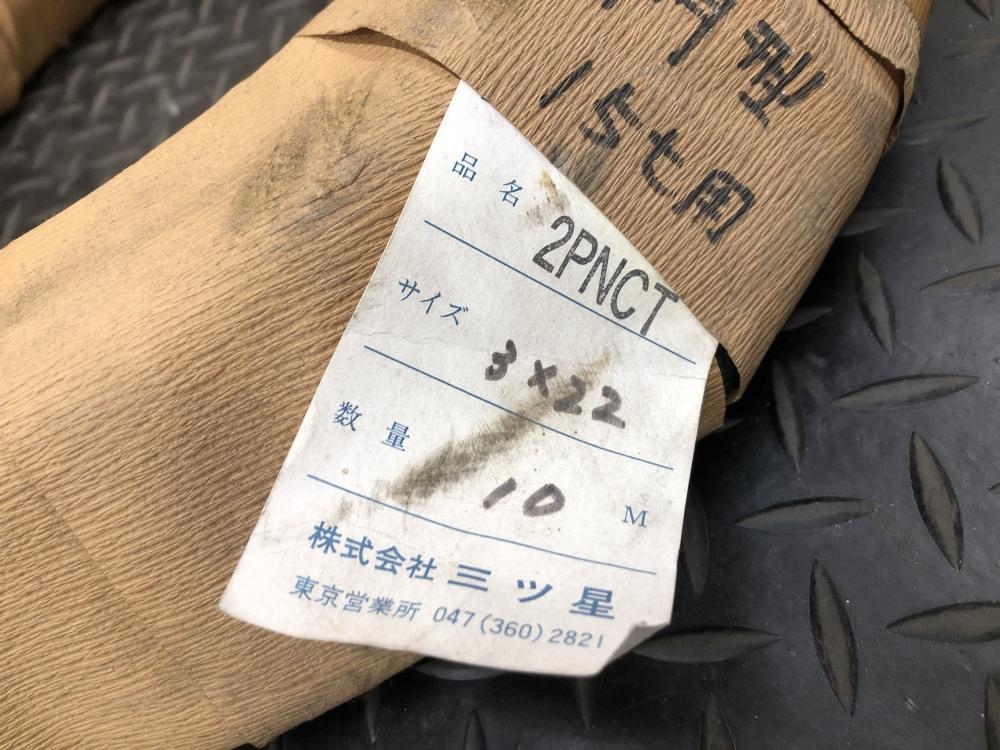 型
15セ用
品名 2PNCT
サイズ 3×22
数量 10 M
株式会社 三ツ星
東京営業所 047(360)2821